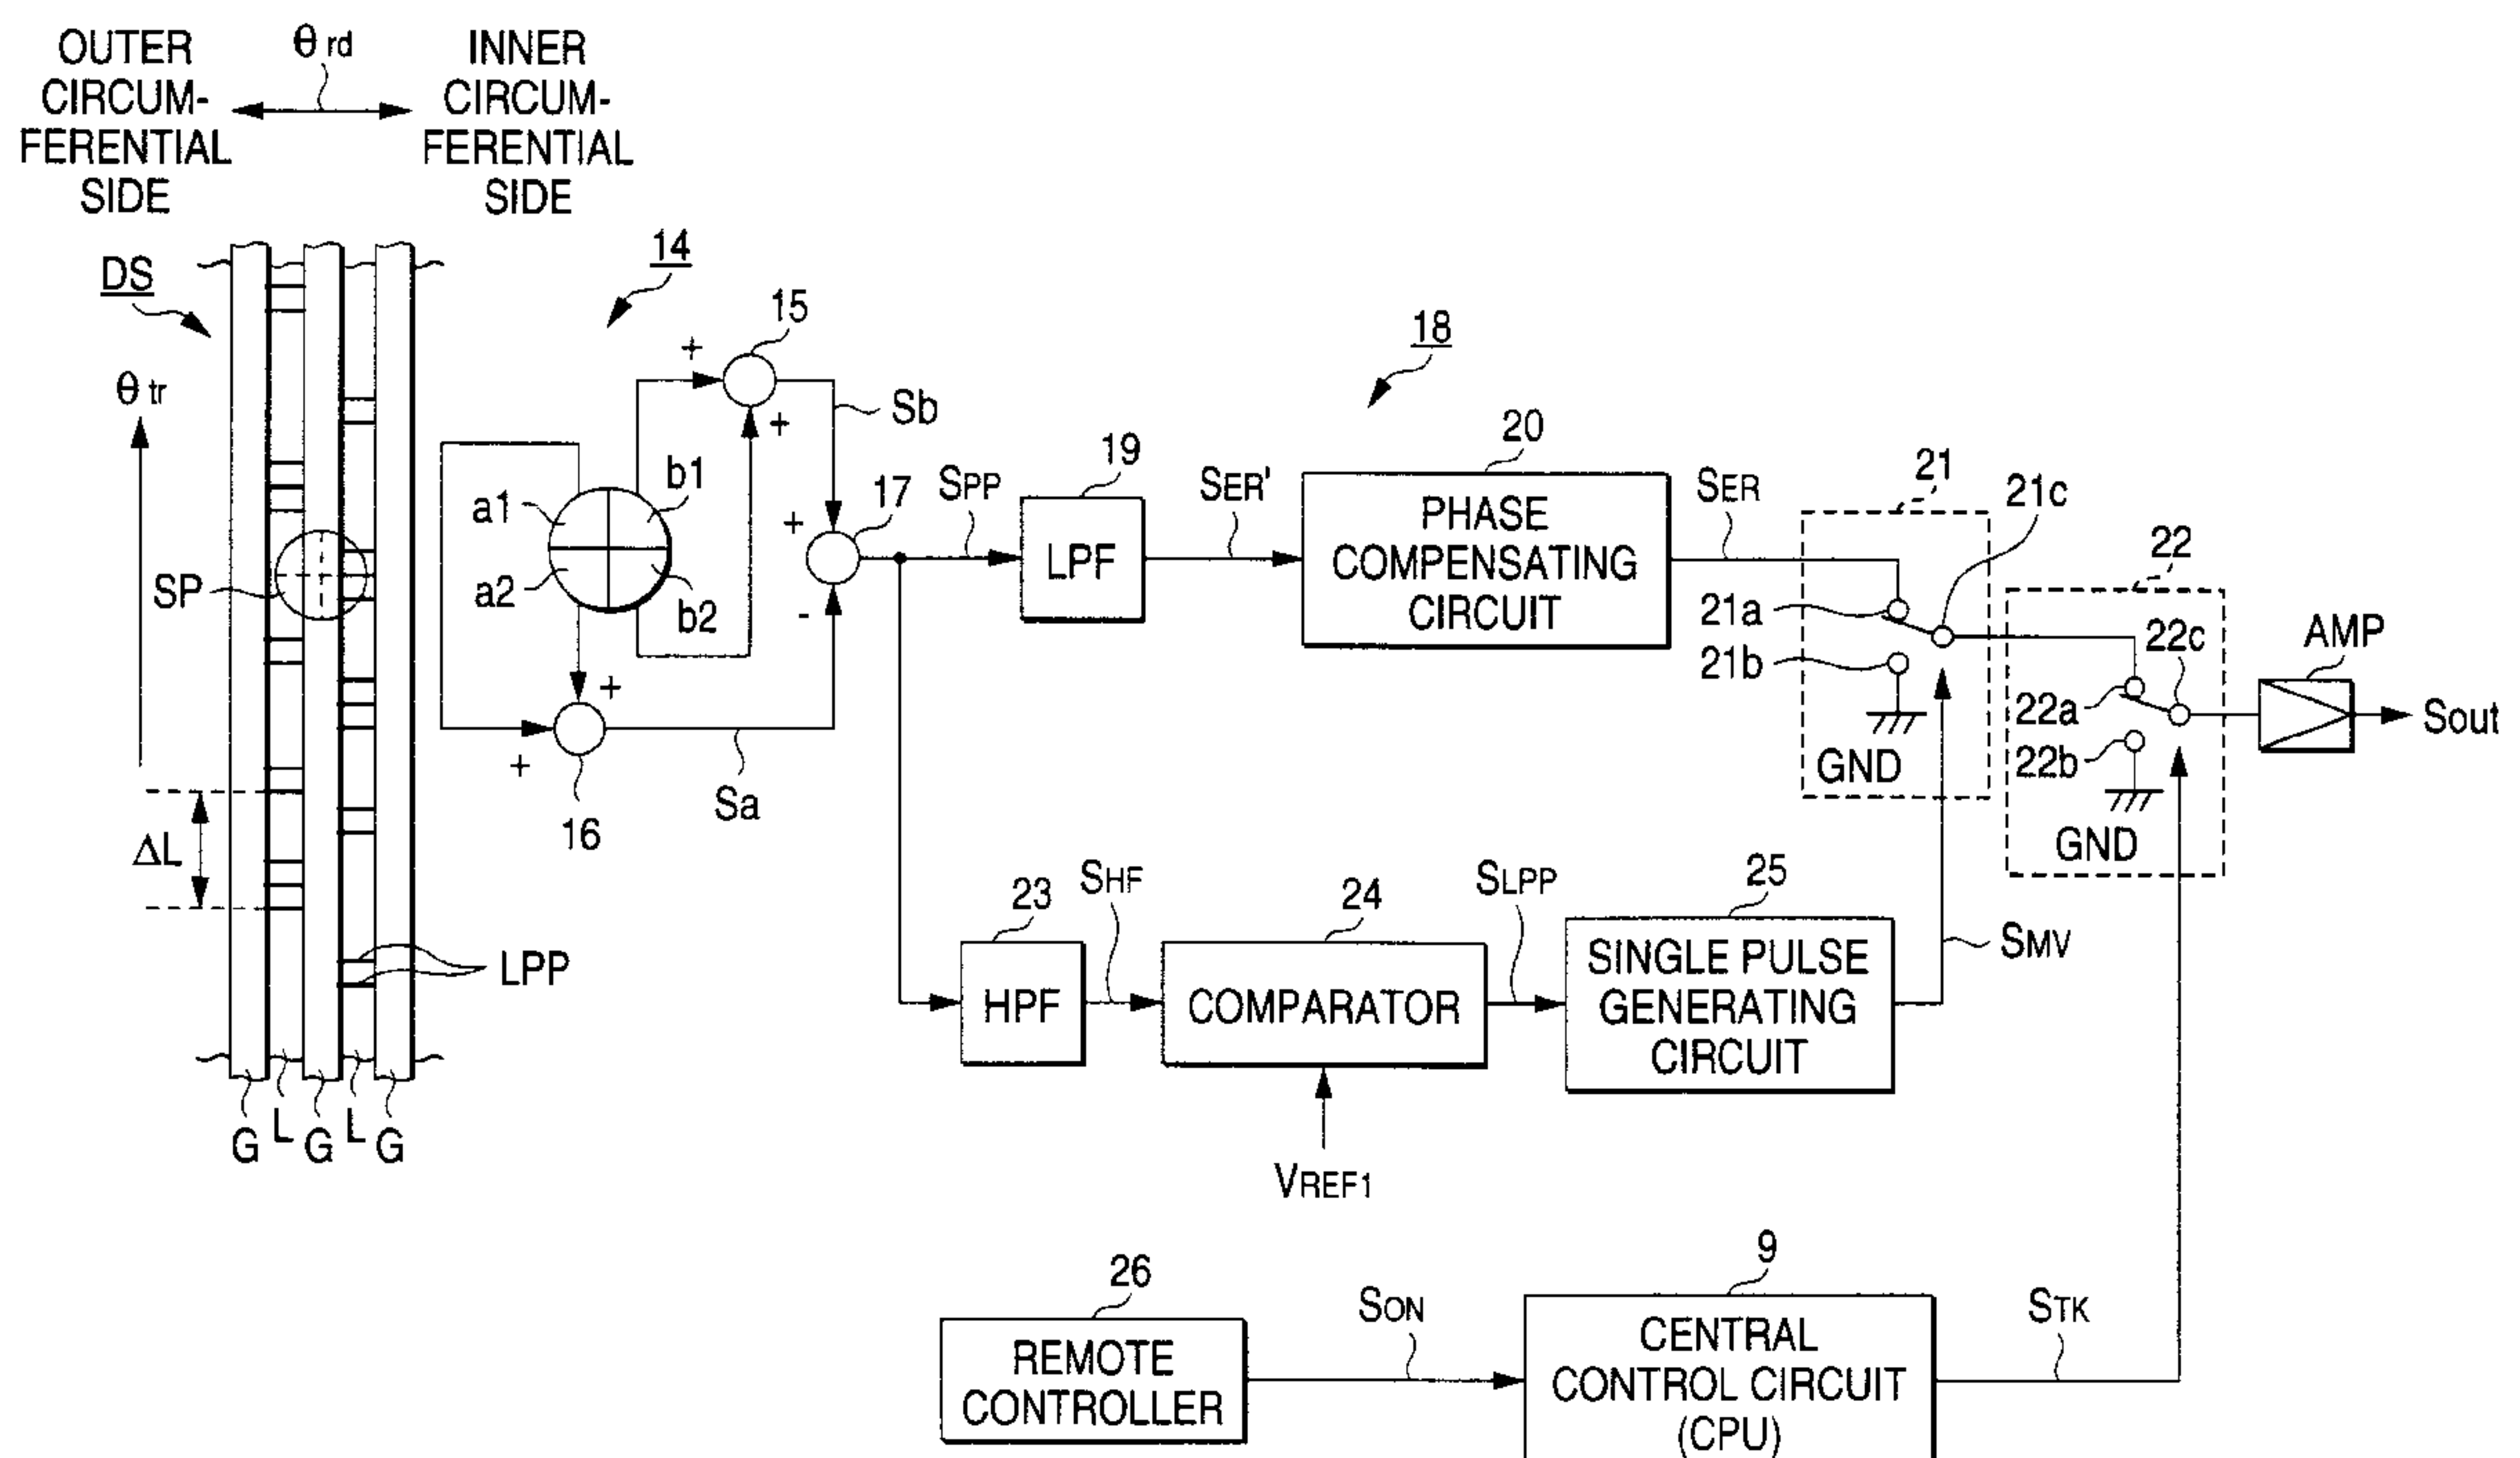 OUTER
CIRCUM-
FERENTIAL
SIDE
θrd
INNER
CIRCUM-
FERENTIAL
SIDE
DS
θtr
SP
ΔL
LPP
G
L
G
L
G
14
15
+
+
Sb
a1
b1
a2
b2
17
+
-
+
+
16
Sa
SPP
18
19
LPF
SER'
20
PHASE
COMPENSATING
CIRCUIT
SER
21
21c
21a
21b
GND
22
22c
22a
22b
GND
AMP
Sout
23
HPF
SHF
24
COMPARATOR
VREF1
SLPP
25
SINGLE PULSE
GENERATING
CIRCUIT
SMV
26
REMOTE
CONTROLLER
SON
9
CENTRAL
CONTROL CIRCUIT
(CPU)
STK